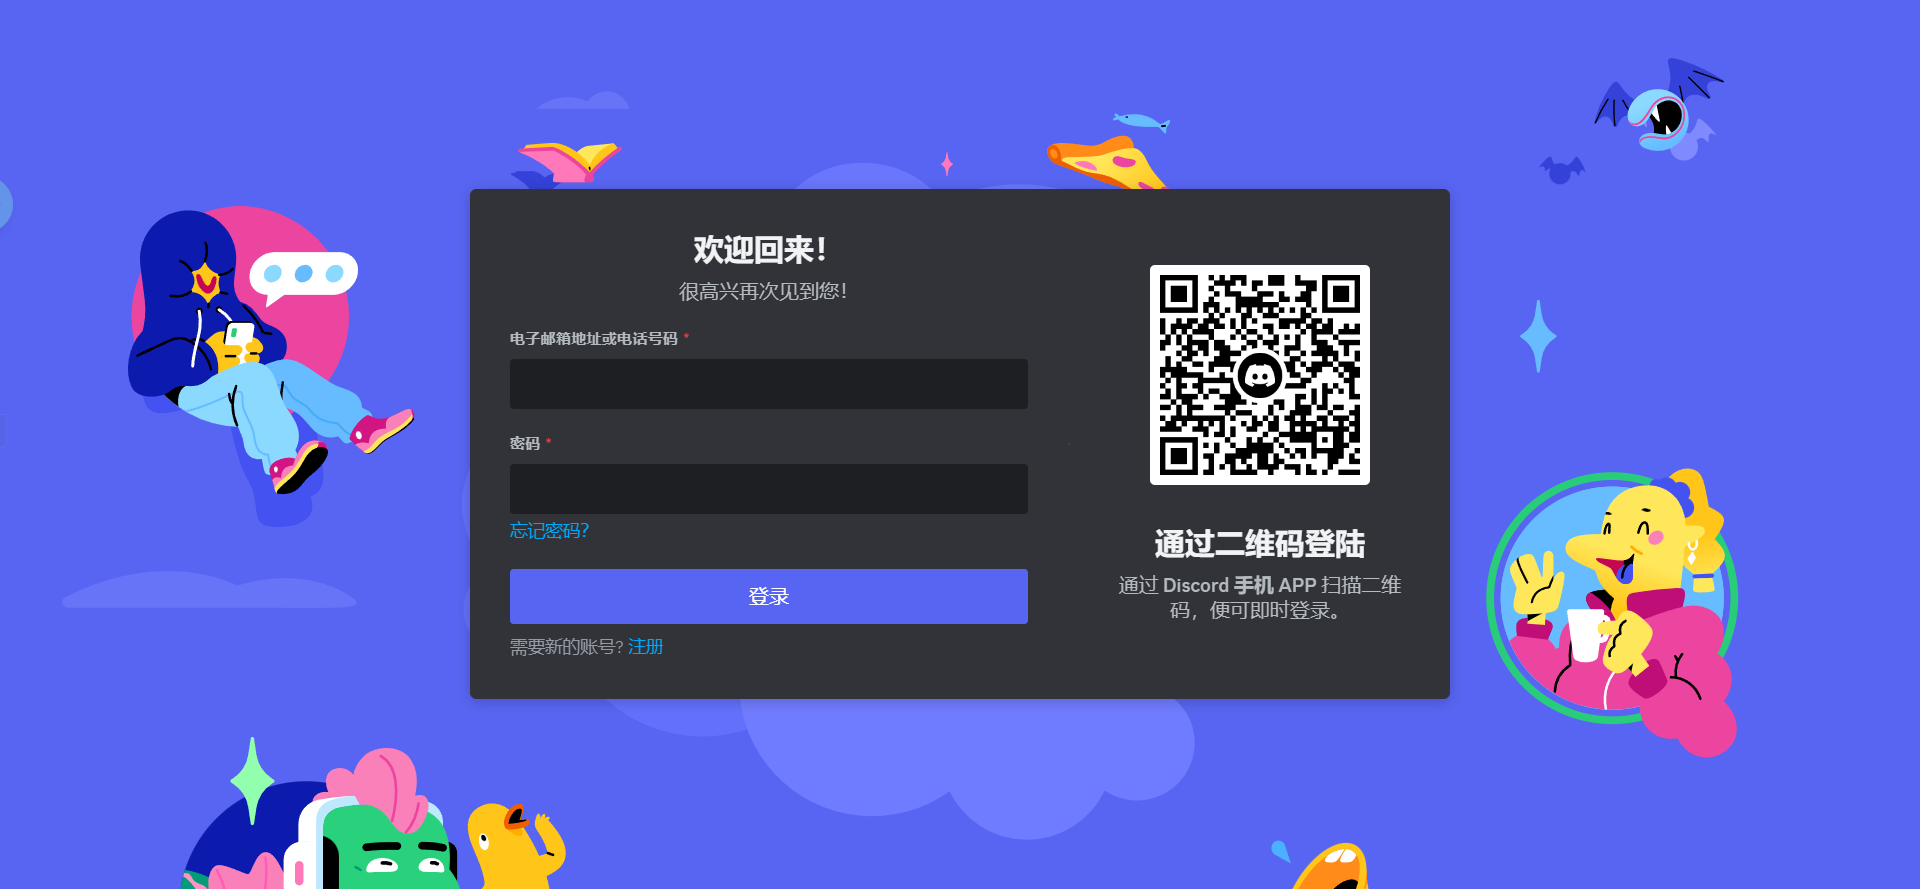 欢迎回来！
很高兴再次见到您！
电子邮箱地址或电话号码 *
密码 *
忘记密码？
登录
需要新的账号？ 注册
通过二维码登陆
通过 Discord 手机 APP 扫描二维
码，便可即时登录。